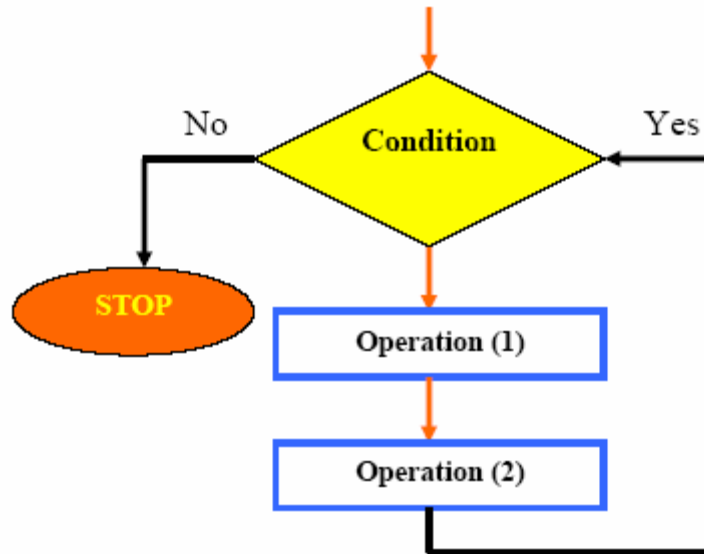 No
Yes
Condition
STOP
Operation (1)
Operation (2)